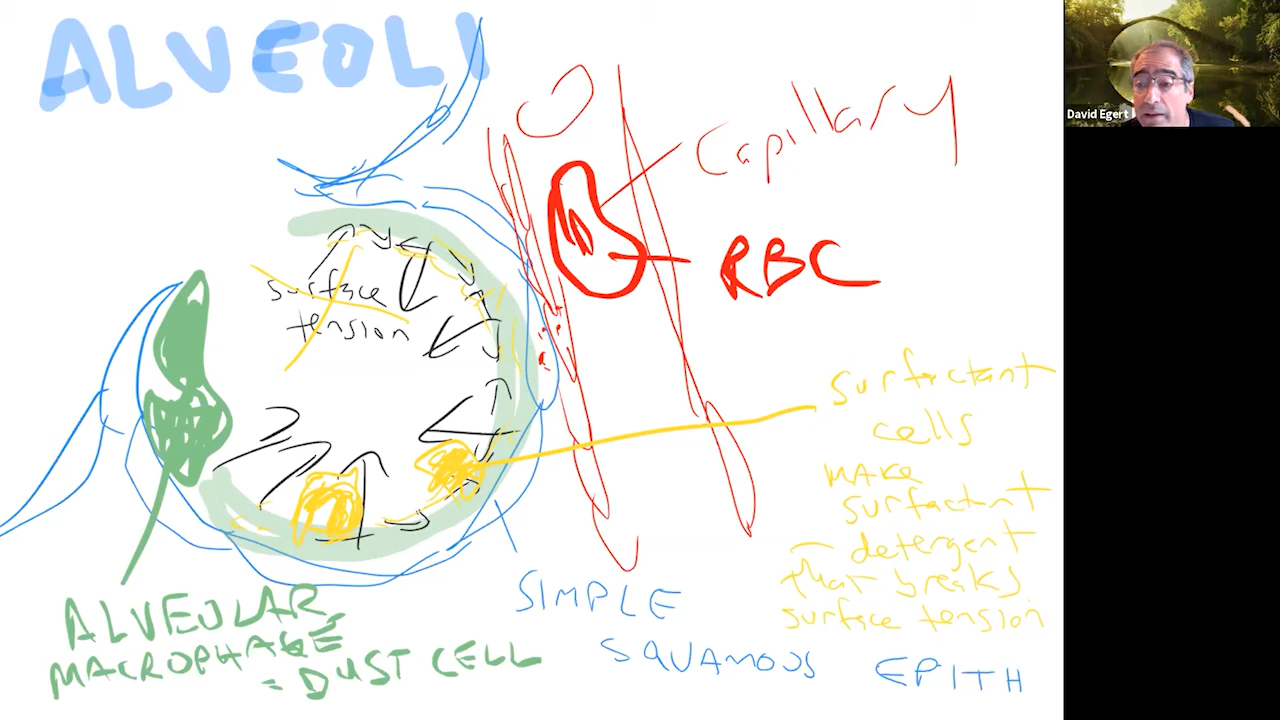 ALVEOLI
Capillary
RBC
surface
tension
surfactant
cells
MAKE
surfactant
- detergent
that breaks
surface tension
SIMPLE
SQUAMOUS EPITH
ALVEOLAR
MACROPHAGE
= DUST CELL
David Egert